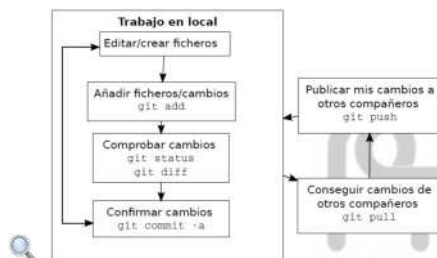 Trabajo en local
Editar/crear ficheros
Añadir ficheros/cambios
git add
Comprobar cambios
git status
git diff
Confirmar cambios
git commit -a
Publicar mis cambios a
otros compañeros
git push
Conseguir cambios de
otros compañeros
git pull